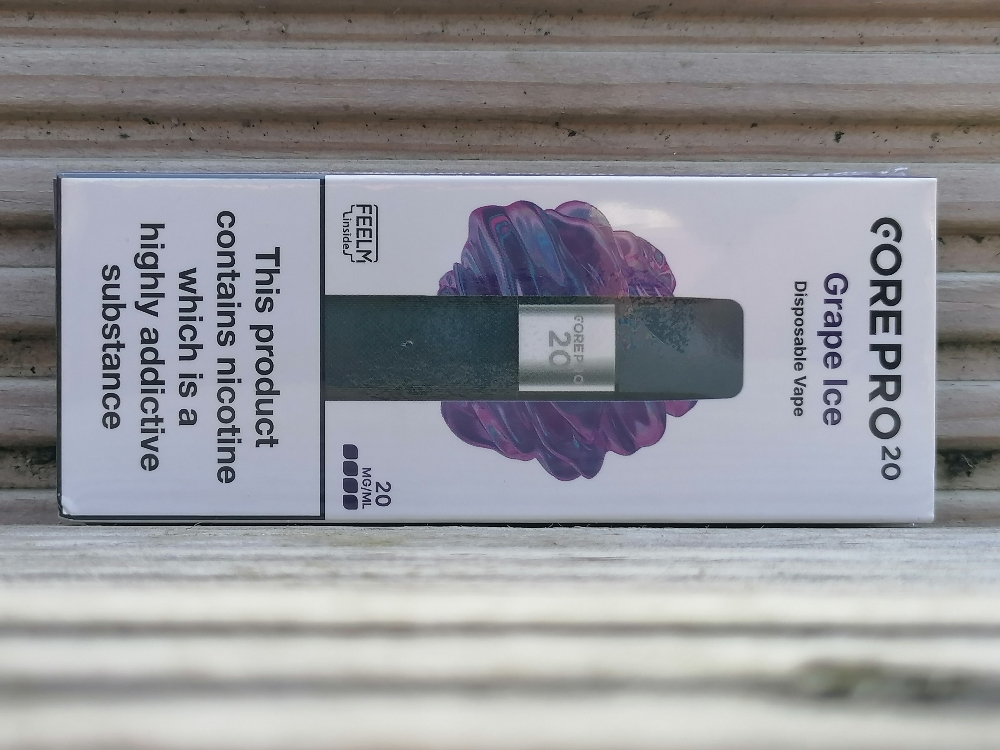 COREPRO 20
Grape Ice
Disposable Vape
20
FEELM
inside
20
MG/ML
This product
contains nicotine
which is a
highly addictive
substance